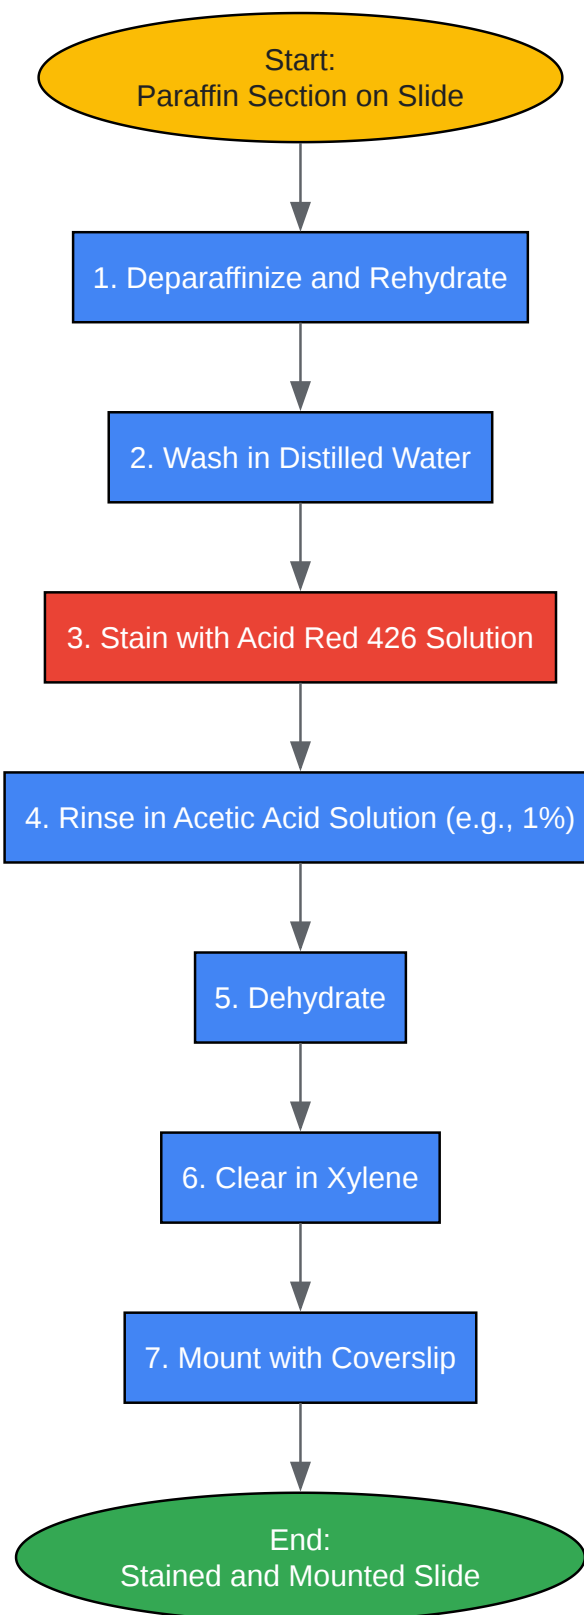 Start:
Paraffin Section on Slide
1. Deparaffinize and Rehydrate
2. Wash in Distilled Water
3. Stain with Acid Red 426 Solution
4. Rinse in Acetic Acid Solution (e.g., 1%)
5. Dehydrate
6. Clear in Xylene
7. Mount with Coverslip
End:
Stained and Mounted Slide